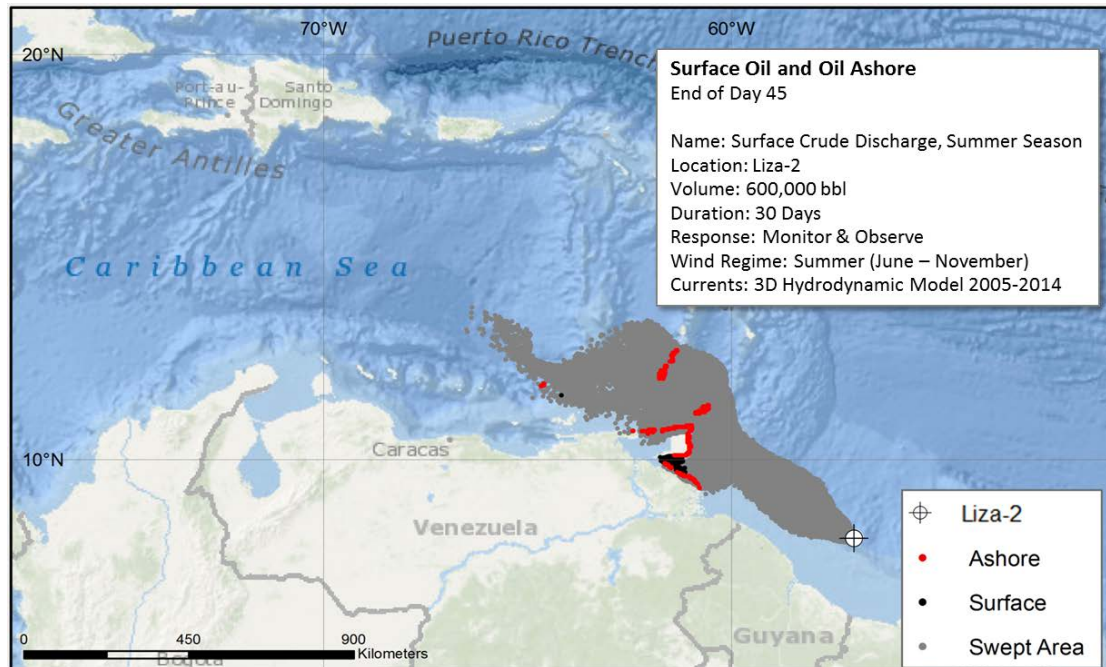 70°W
60°W
20°N
Puerto Rico Trench
Port-au-
Prince
Santo
Domingo
Greater Antilles
Surface Oil and Oil Ashore
End of Day 45
Name: Surface Crude Discharge, Summer Season
Location: Liza-2
Volume: 600,000 bbl
Duration: 30 Days
Response: Monitor & Observe
Wind Regime: Summer (June – November)
Currents: 3D Hydrodynamic Model 2005-2014
Caribbean Sea
Caracas
10°N
Venezuela
Guyana
Liza-2
Ashore
Surface
Swept Area
0
450
900
Kilometers
Bogotá